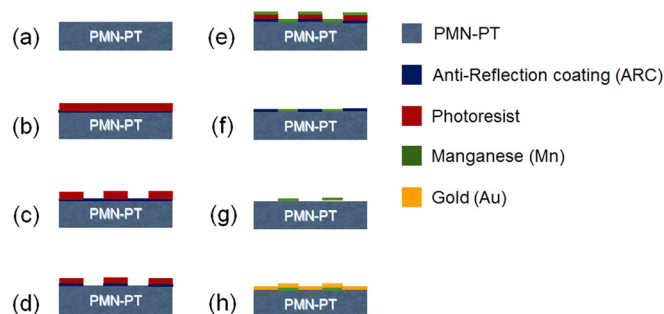 (a) PMN-PT
(b) PMN-PT
(c) PMN-PT
(d) PMN-PT
(e) PMN-PT
(f) PMN-PT
(g) PMN-PT
(h) PMN-PT
PMN-PT
Anti-Reflection coating (ARC)
Photoresist
Manganese (Mn)
Gold (Au)